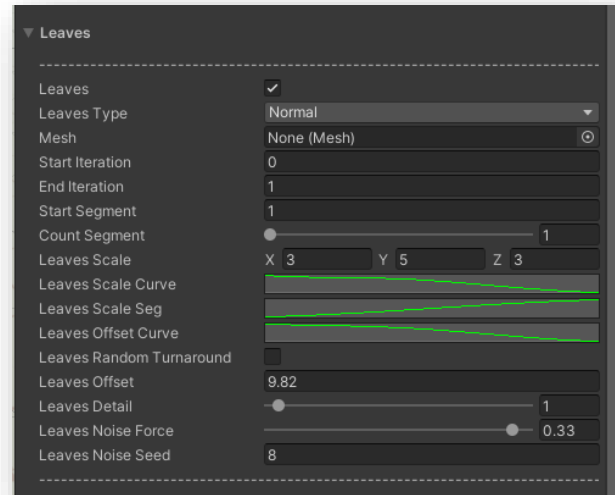 Leaves
Leaves
Leaves Type Normal
Mesh None (Mesh)
Start Iteration 0
End Iteration 1
Start Segment 1
Count Segment 1
Leaves Scale X 3 Y 5 Z 3
Leaves Scale Curve
Leaves Scale Seg
Leaves Offset Curve
Leaves Random Turnaround
Leaves Offset 9.82
Leaves Detail 1
Leaves Noise Force 0.33
Leaves Noise Seed 8